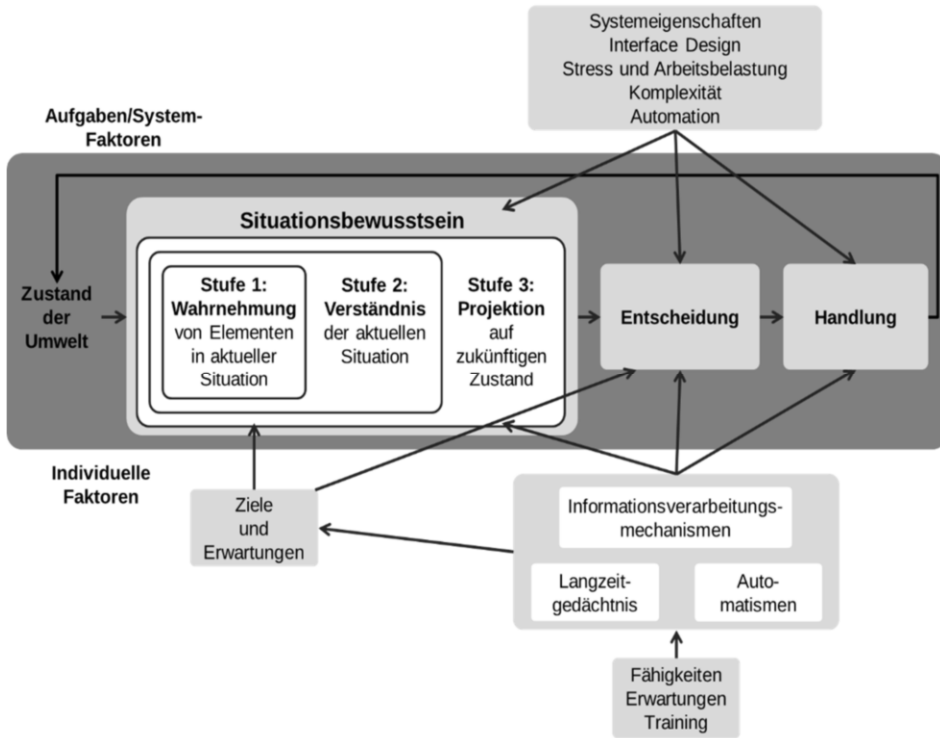 Systemeigenschaften
Interface Design
Stress und Arbeitsbelastung
Komplexität
Automation
Aufgaben/System-
Faktoren
Situationsbewusstsein
Zustand
der
Umwelt
Stufe 1:
Wahrnehmung
von Elementen
in aktueller
Situation
Stufe 2:
Verständnis
der aktuellen
Situation
Stufe 3:
Projektion
auf
zukünftigen
Zustand
Entscheidung
Handlung
Individuelle
Faktoren
Ziele
und
Erwartungen
Informationsverarbeitungs-
mechanismen
Langzeit-
gedächtnis
Auto-
matismen
Fähigkeiten
Erwartungen
Training